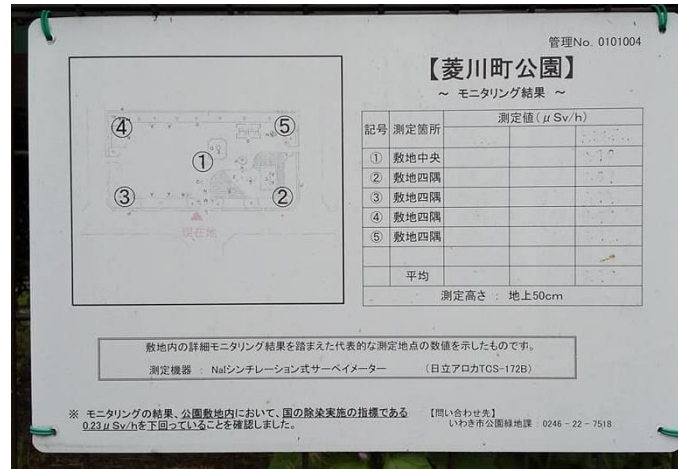 管理No. 0101004
【菱川町公園】
～ モニタリング結果 ～
記号 測定箇所 測定値(μSv/h)
① 敷地中央
② 敷地四隅
③ 敷地四隅
④ 敷地四隅
⑤ 敷地四隅
平均
測定高さ : 地上50cm
④ ⑤
①
③ ②
現在地
敷地内の詳細モニタリング結果を踏まえた代表的な測定地点の数値を示したものです。
測定機器 : NaIシンチレーション式サーベイメーター (日立アロカTCS-172B)
※ モニタリングの結果、公園敷地内において、国の除染実施の指標である
0.23μSv/hを下回っていることを確認しました。
【問い合わせ先】
いわき市公園緑地課 : 0246-22-7518